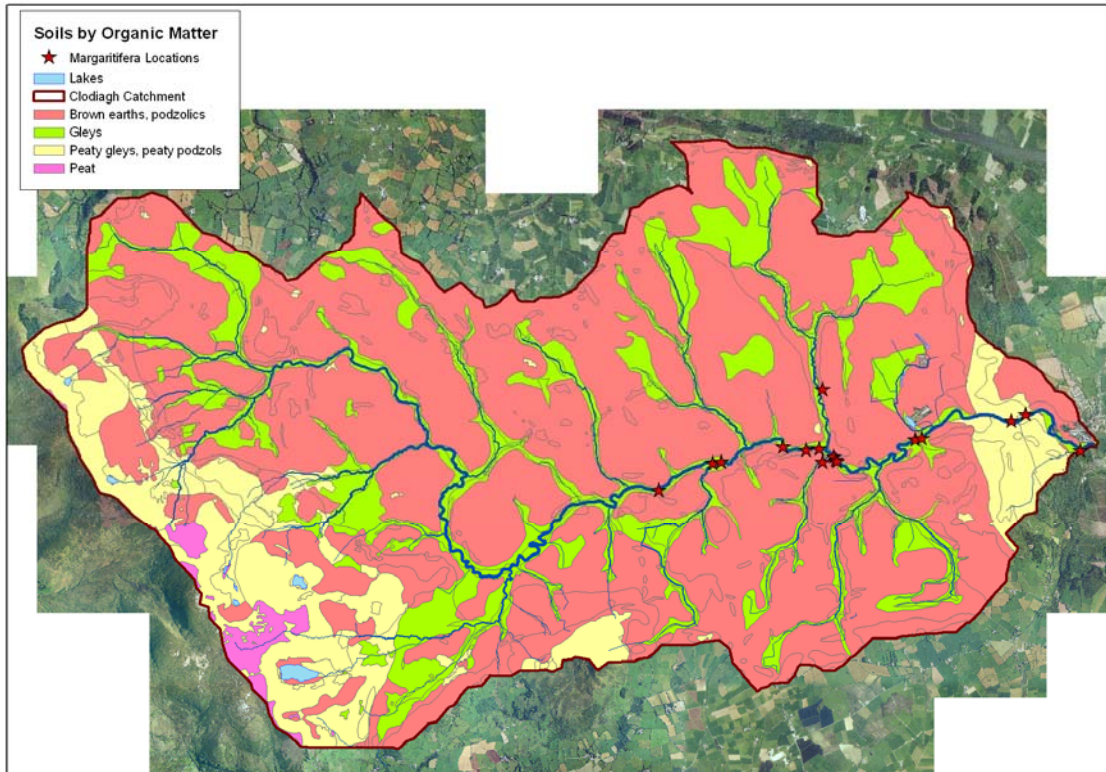 Soils by Organic Matter
Margaritifera Locations
Lakes
Clodiagh Catchment
Brown earths, podzolics
Gleys
Peaty gleys, peaty podzols
Peat